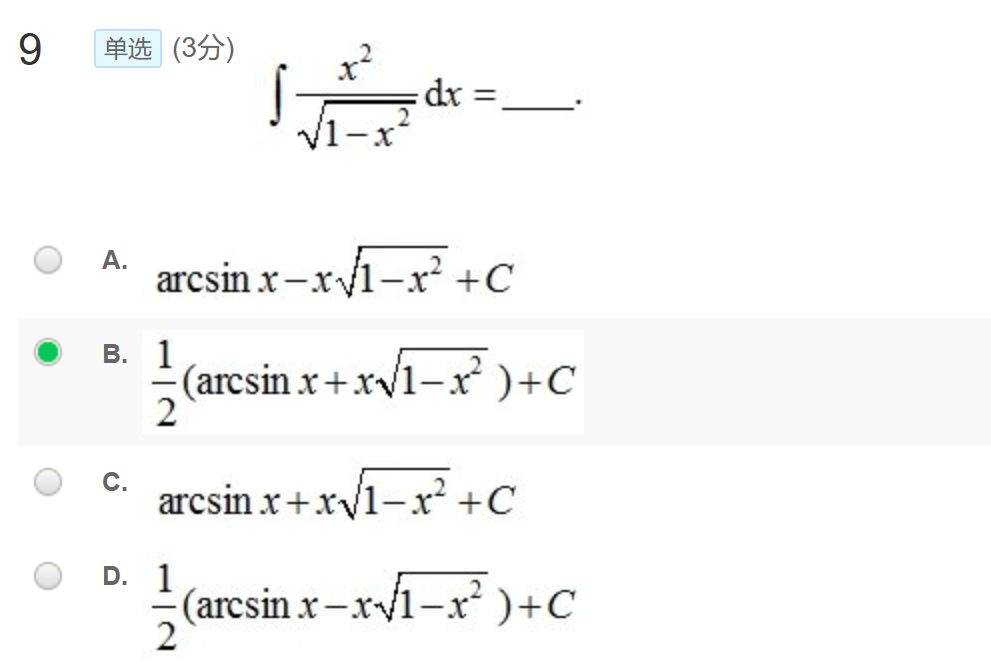 9 单选 (3分)
∫ x²/√(1−x²) dx = ____.
A. arcsin x−x√(1−x²) +C
B. 1/2(arcsin x+x√(1−x²) )+C
C. arcsin x+x√(1−x²) +C
D. 1/2(arcsin x−x√(1−x²) )+C